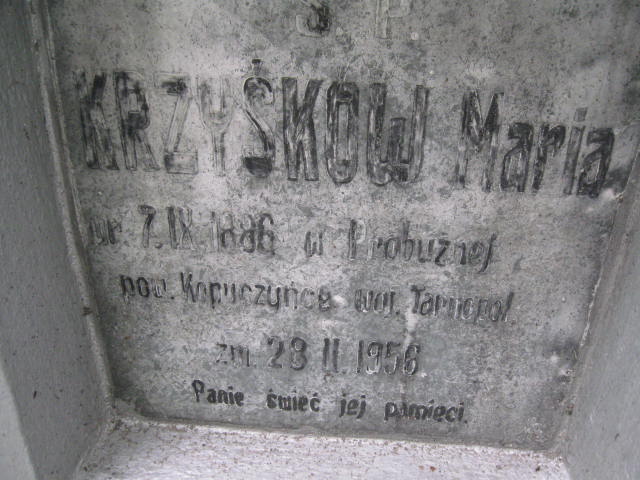 Ś P
KRZYŚKOW Maria
ur. 7.IX.1886 w Probużnej
pow. Kopyczyńce woj. Tarnopol
zm. 28 II.1956
Panie świeć jej pamięci.